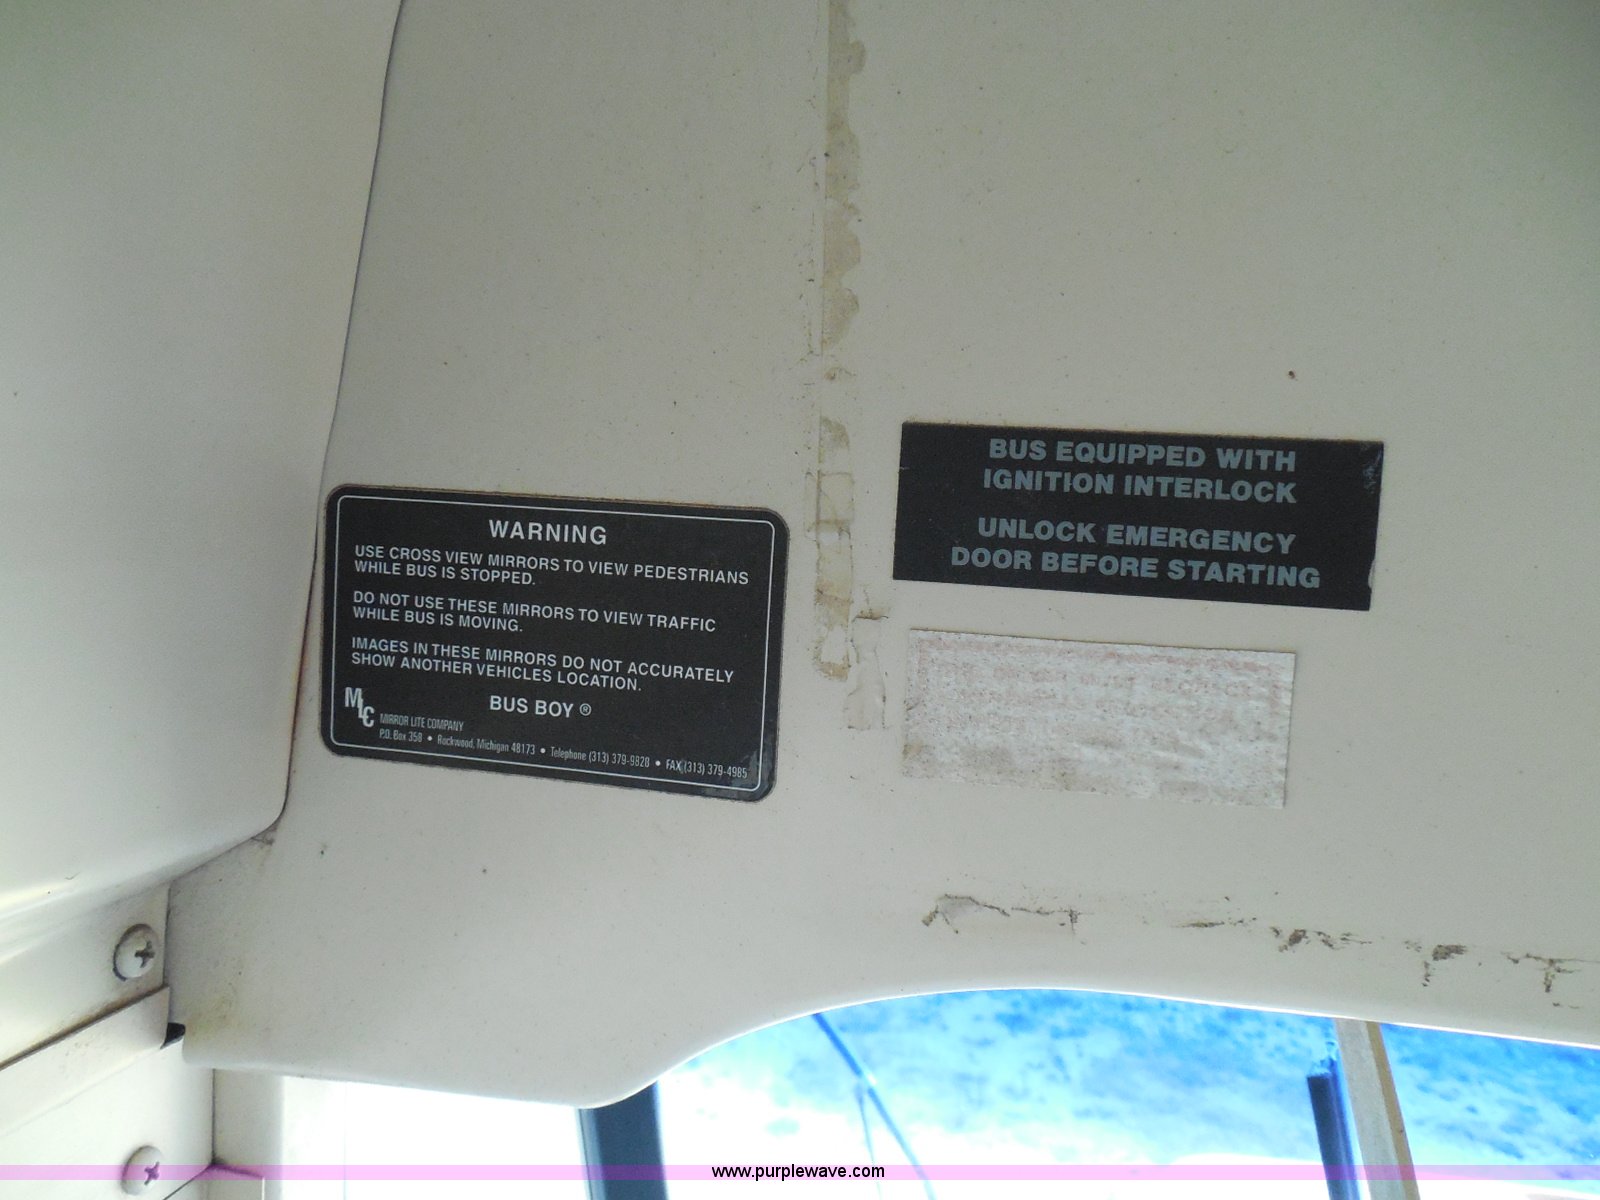 WARNING
USE CROSS VIEW MIRRORS TO VIEW PEDESTRIANS
WHILE BUS IS STOPPED.
DO NOT USE THESE MIRRORS TO VIEW TRAFFIC
WHILE BUS IS MOVING.
IMAGES IN THESE MIRRORS DO NOT ACCURATELY
SHOW ANOTHER VEHICLES LOCATION.
BUS BOY ®
MLC MIRROR LITE COMPANY
P.O. Box 358 • Rockwood, Michigan 48173 • Telephone (313) 379-9820 • FAX (313) 379-4985
BUS EQUIPPED WITH
IGNITION INTERLOCK
UNLOCK EMERGENCY
DOOR BEFORE STARTING
www.purplewave.com